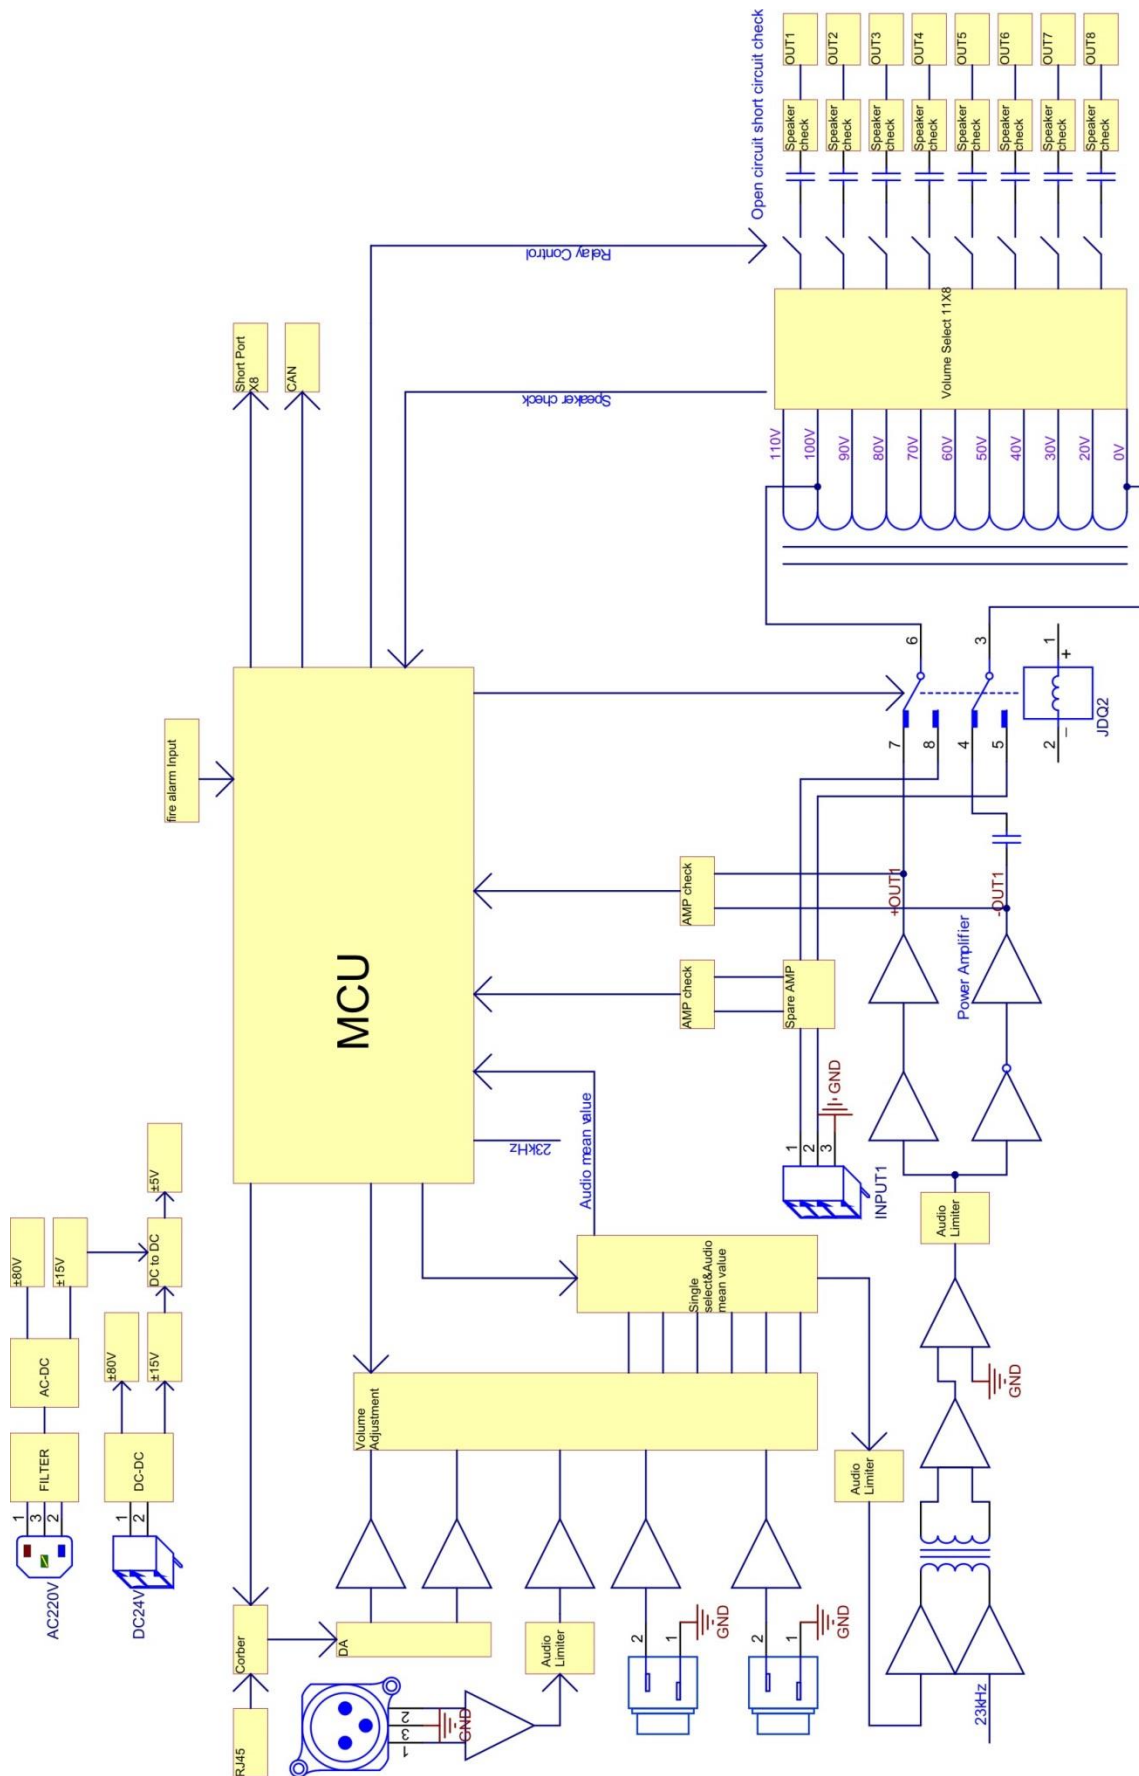 OUT1
OUT2
OUT3
OUT4
OUT5
OUT6
OUT7
OUT8
Speaker
check
Speaker
check
Speaker
check
Speaker
check
Speaker
check
Speaker
check
Speaker
check
Speaker
check
Open circuit short circuit check
Relay Control
Short Port
X8
CAN
Volume Select 11X8
Speaker check
110V
100V
90V
80V
70V
60V
50V
40V
30V
20V
0V
fire alarm Input
MCU
6
3
1
+
7
8
4
5
2
-
JDQ2
AMP check
+OUT1
-OUT1
AMP check
Spare AMP
Power Amplifier
23kHz
Audio mean value
1
2
3
GND
INPUT1
±80V
±15V
DC to DC
±5V
AC-DC
±80V
±15V
FILTER
DC-DC
1
3
2
1
2
AC220V
DC24V
Single
select&Audio
mean value
Audio
Limiter
Volume
Adjustment
Audio
Limiter
GND
Corber
DA
Audio
Limiter
RJ45
1
3
2
GND
2
1
GND
2
1
GND
23kHz